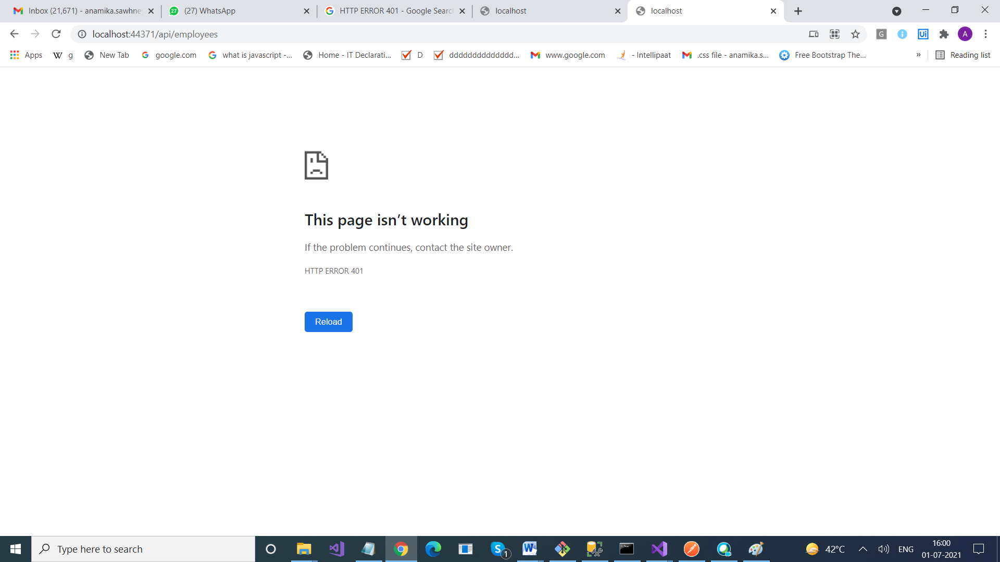 Inbox (21,671) - anamika.sawhne
27 (27) WhatsApp
HTTP ERROR 401 - Google Searc
localhost
localhost
localhost:44371/api/employees
G
Ui
A
Apps
W g
New Tab
google.com
what is javascript -...
Home - IT Declarati...
D
dddddddddddddd...
www.google.com
- Intellipaat
.css file - anamika.s...
Free Bootstrap The...
»
Reading list
This page isn’t working
If the problem continues, contact the site owner.
HTTP ERROR 401
Reload
Type here to search
S 1
W
42°C
ENG
16:00
01-07-2021